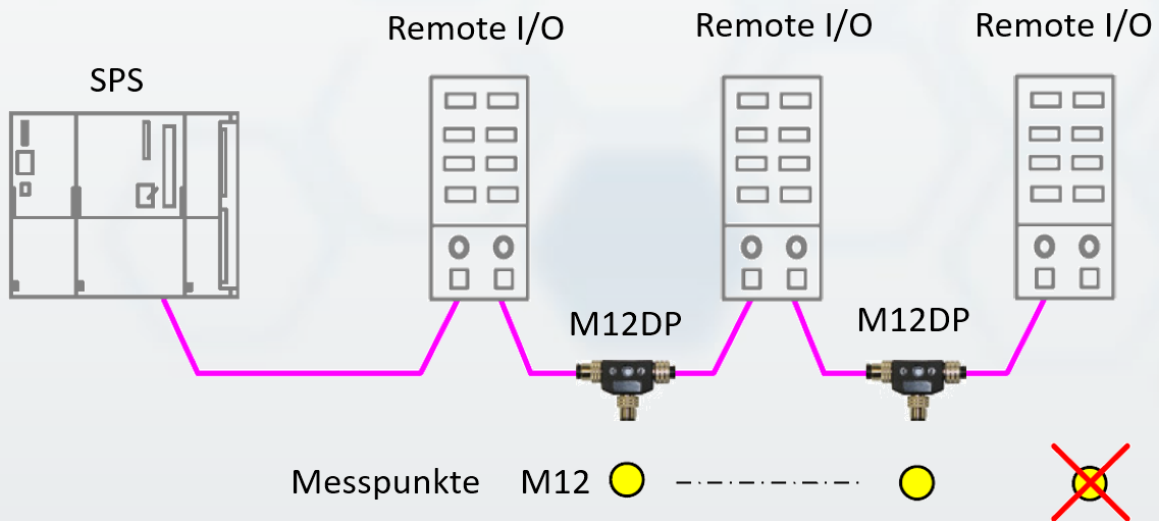 Remote I/O
Remote I/O
Remote I/O
SPS
M12DP
M12DP
Messpunkte M12